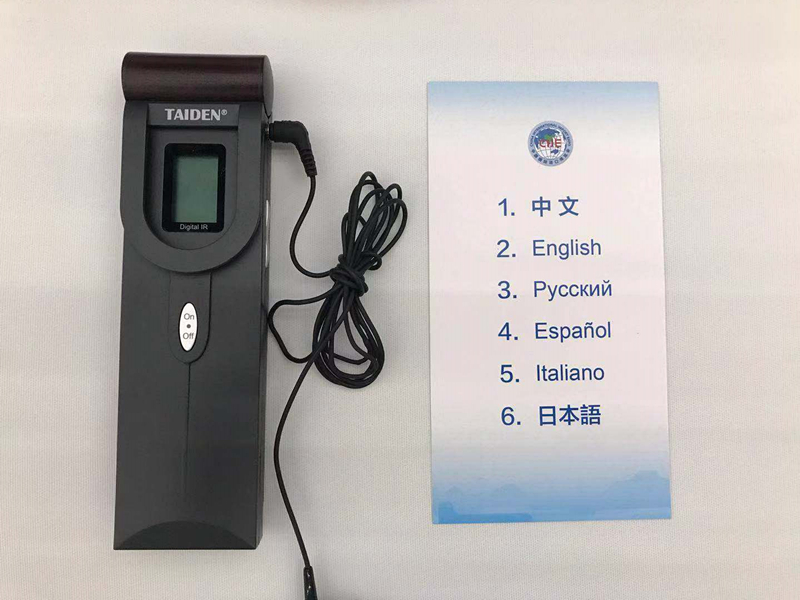 TAIDEN®
Digital IR
On
Off
1. 中文
2. English
3. Русский
4. Español
5. Italiano
6. 日本語